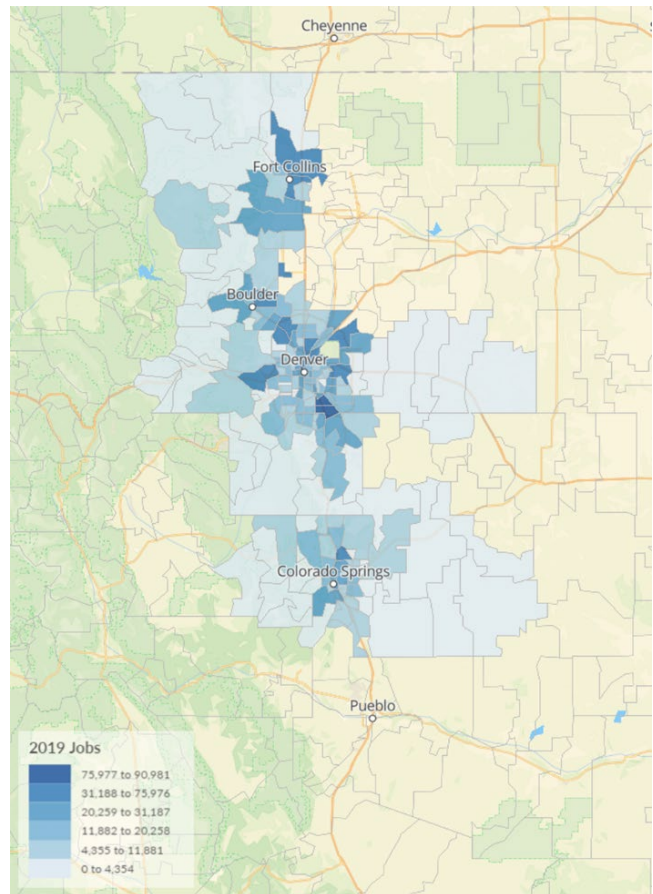 Cheyenne
Fort Collins
Boulder
Denver
Colorado Springs
Pueblo
2019 Jobs
75,977 to 90,981
31,188 to 75,976
20,259 to 31,187
11,882 to 20,258
4,355 to 11,881
0 to 4,354